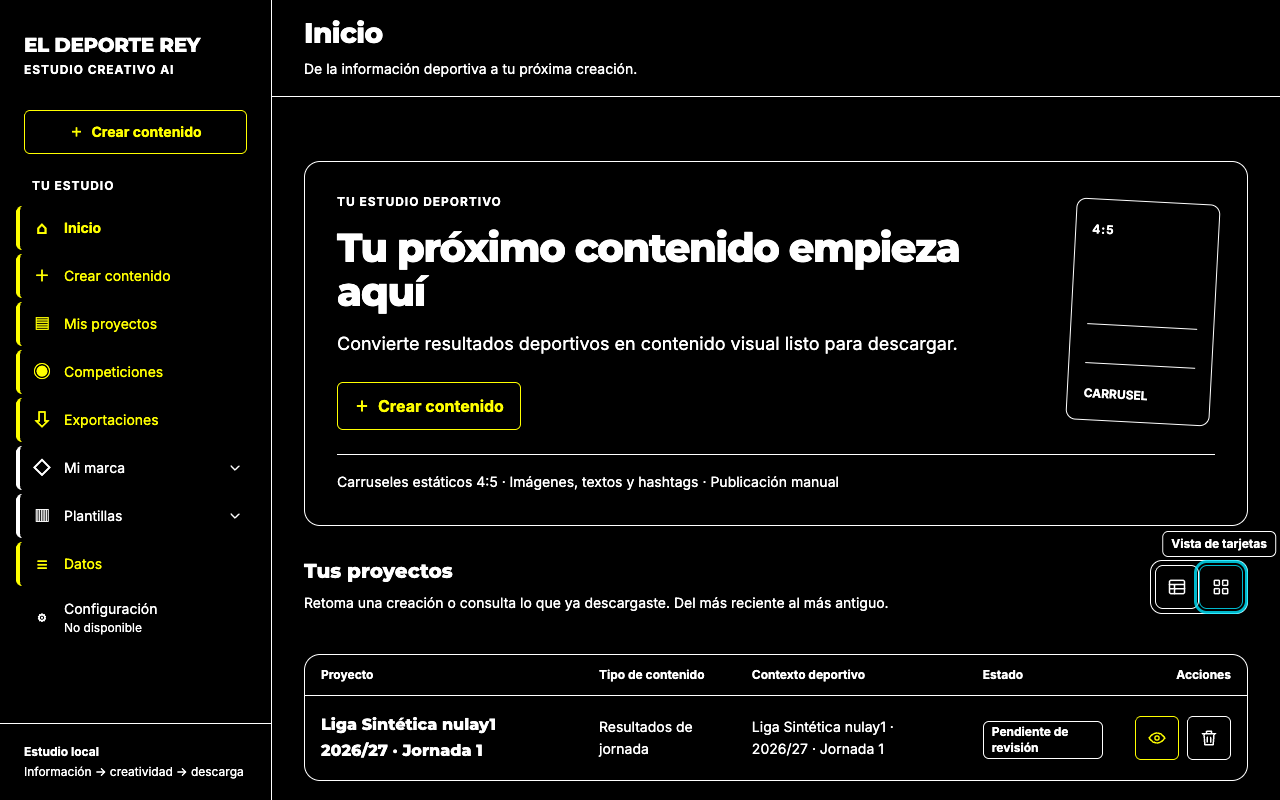 EL DEPORTE REY
ESTUDIO CREATIVO AI
+ Crear contenido
TU ESTUDIO
Inicio
Crear contenido
Mis proyectos
Competiciones
Exportaciones
Mi marca
Plantillas
Datos
Configuración
No disponible
Estudio local
Información → creatividad → descarga
Inicio
De la información deportiva a tu próxima creación.
TU ESTUDIO DEPORTIVO
Tu próximo contenido empieza
aquí
Convierte resultados deportivos en contenido visual listo para descargar.
+ Crear contenido
4:5
CARRUSEL
Carruseles estáticos 4:5 · Imágenes, textos y hashtags · Publicación manual
Vista de tarjetas
Tus proyectos
Retoma una creación o consulta lo que ya descargaste. Del más reciente al más antiguo.
Proyecto Tipo de contenido Contexto deportivo Estado Acciones
Liga Sintética nulay1
2026/27 · Jornada 1
Resultados de
jornada
Liga Sintética nulay1 ·
2026/27 · Jornada 1
Pendiente de
revisión